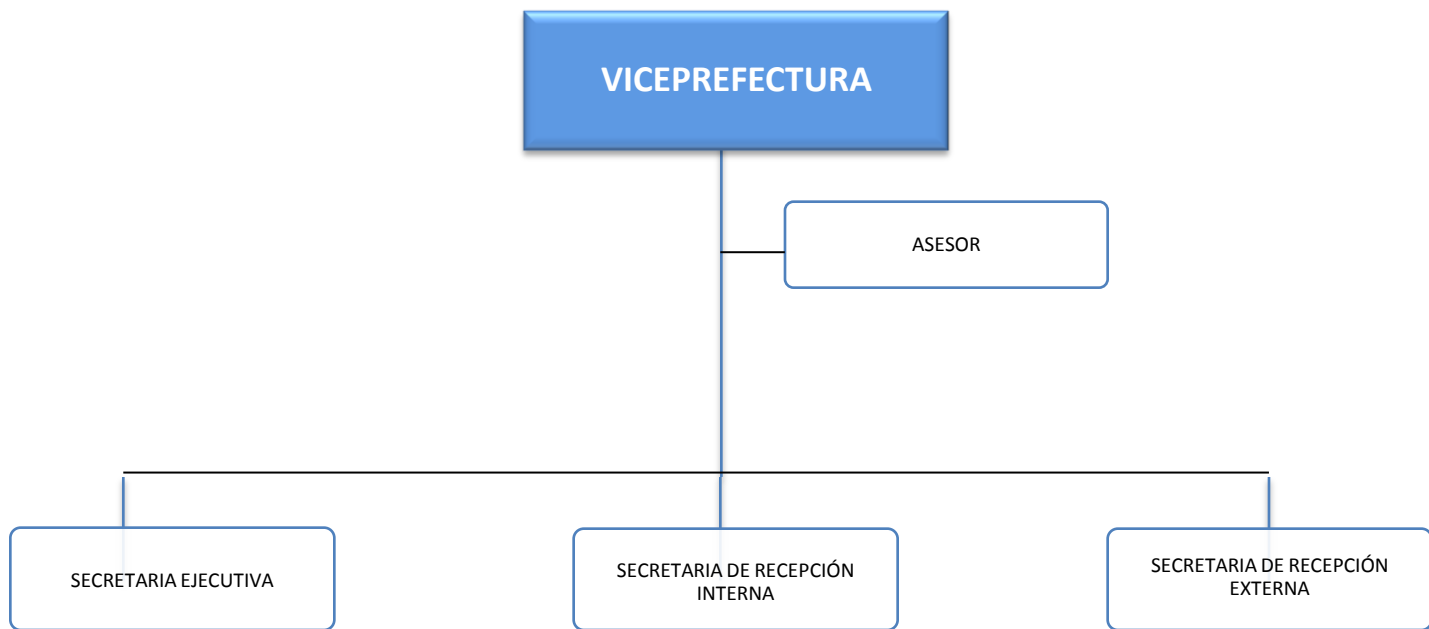 VICEPREFECTURA
ASESOR
SECRETARIA EJECUTIVA
SECRETARIA DE RECEPCIÓN
INTERNA
SECRETARIA DE RECEPCIÓN
EXTERNA